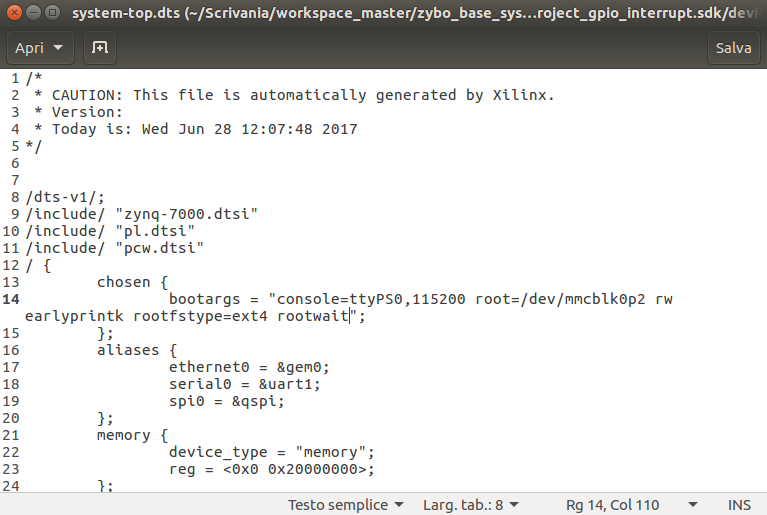 system-top.dts (~/Scrivania/workspace_master/zybo_base_sys...roject_gpio_interrupt.sdk/devi
Apri Salva
1 /*
2  * CAUTION: This file is automatically generated by Xilinx.
3  * Version:
4  * Today is: Wed Jun 28 12:07:48 2017
5 */
6
7
8 /dts-v1/;
9 /include/ "zynq-7000.dtsi"
10 /include/ "pl.dtsi"
11 /include/ "pcw.dtsi"
12 / {
13         chosen {
14                 bootargs = "console=ttyPS0,115200 root=/dev/mmcblk0p2 rw
earlyprintk rootfstype=ext4 rootwait";
15         };
16         aliases {
17                 ethernet0 = &gem0;
18                 serial0 = &uart1;
19                 spi0 = &qspi;
20         };
21         memory {
22                 device_type = "memory";
23                 reg = <0x0 0x20000000>;
24         };
Testo semplice Larg. tab.: 8 Rg 14, Col 110 INS